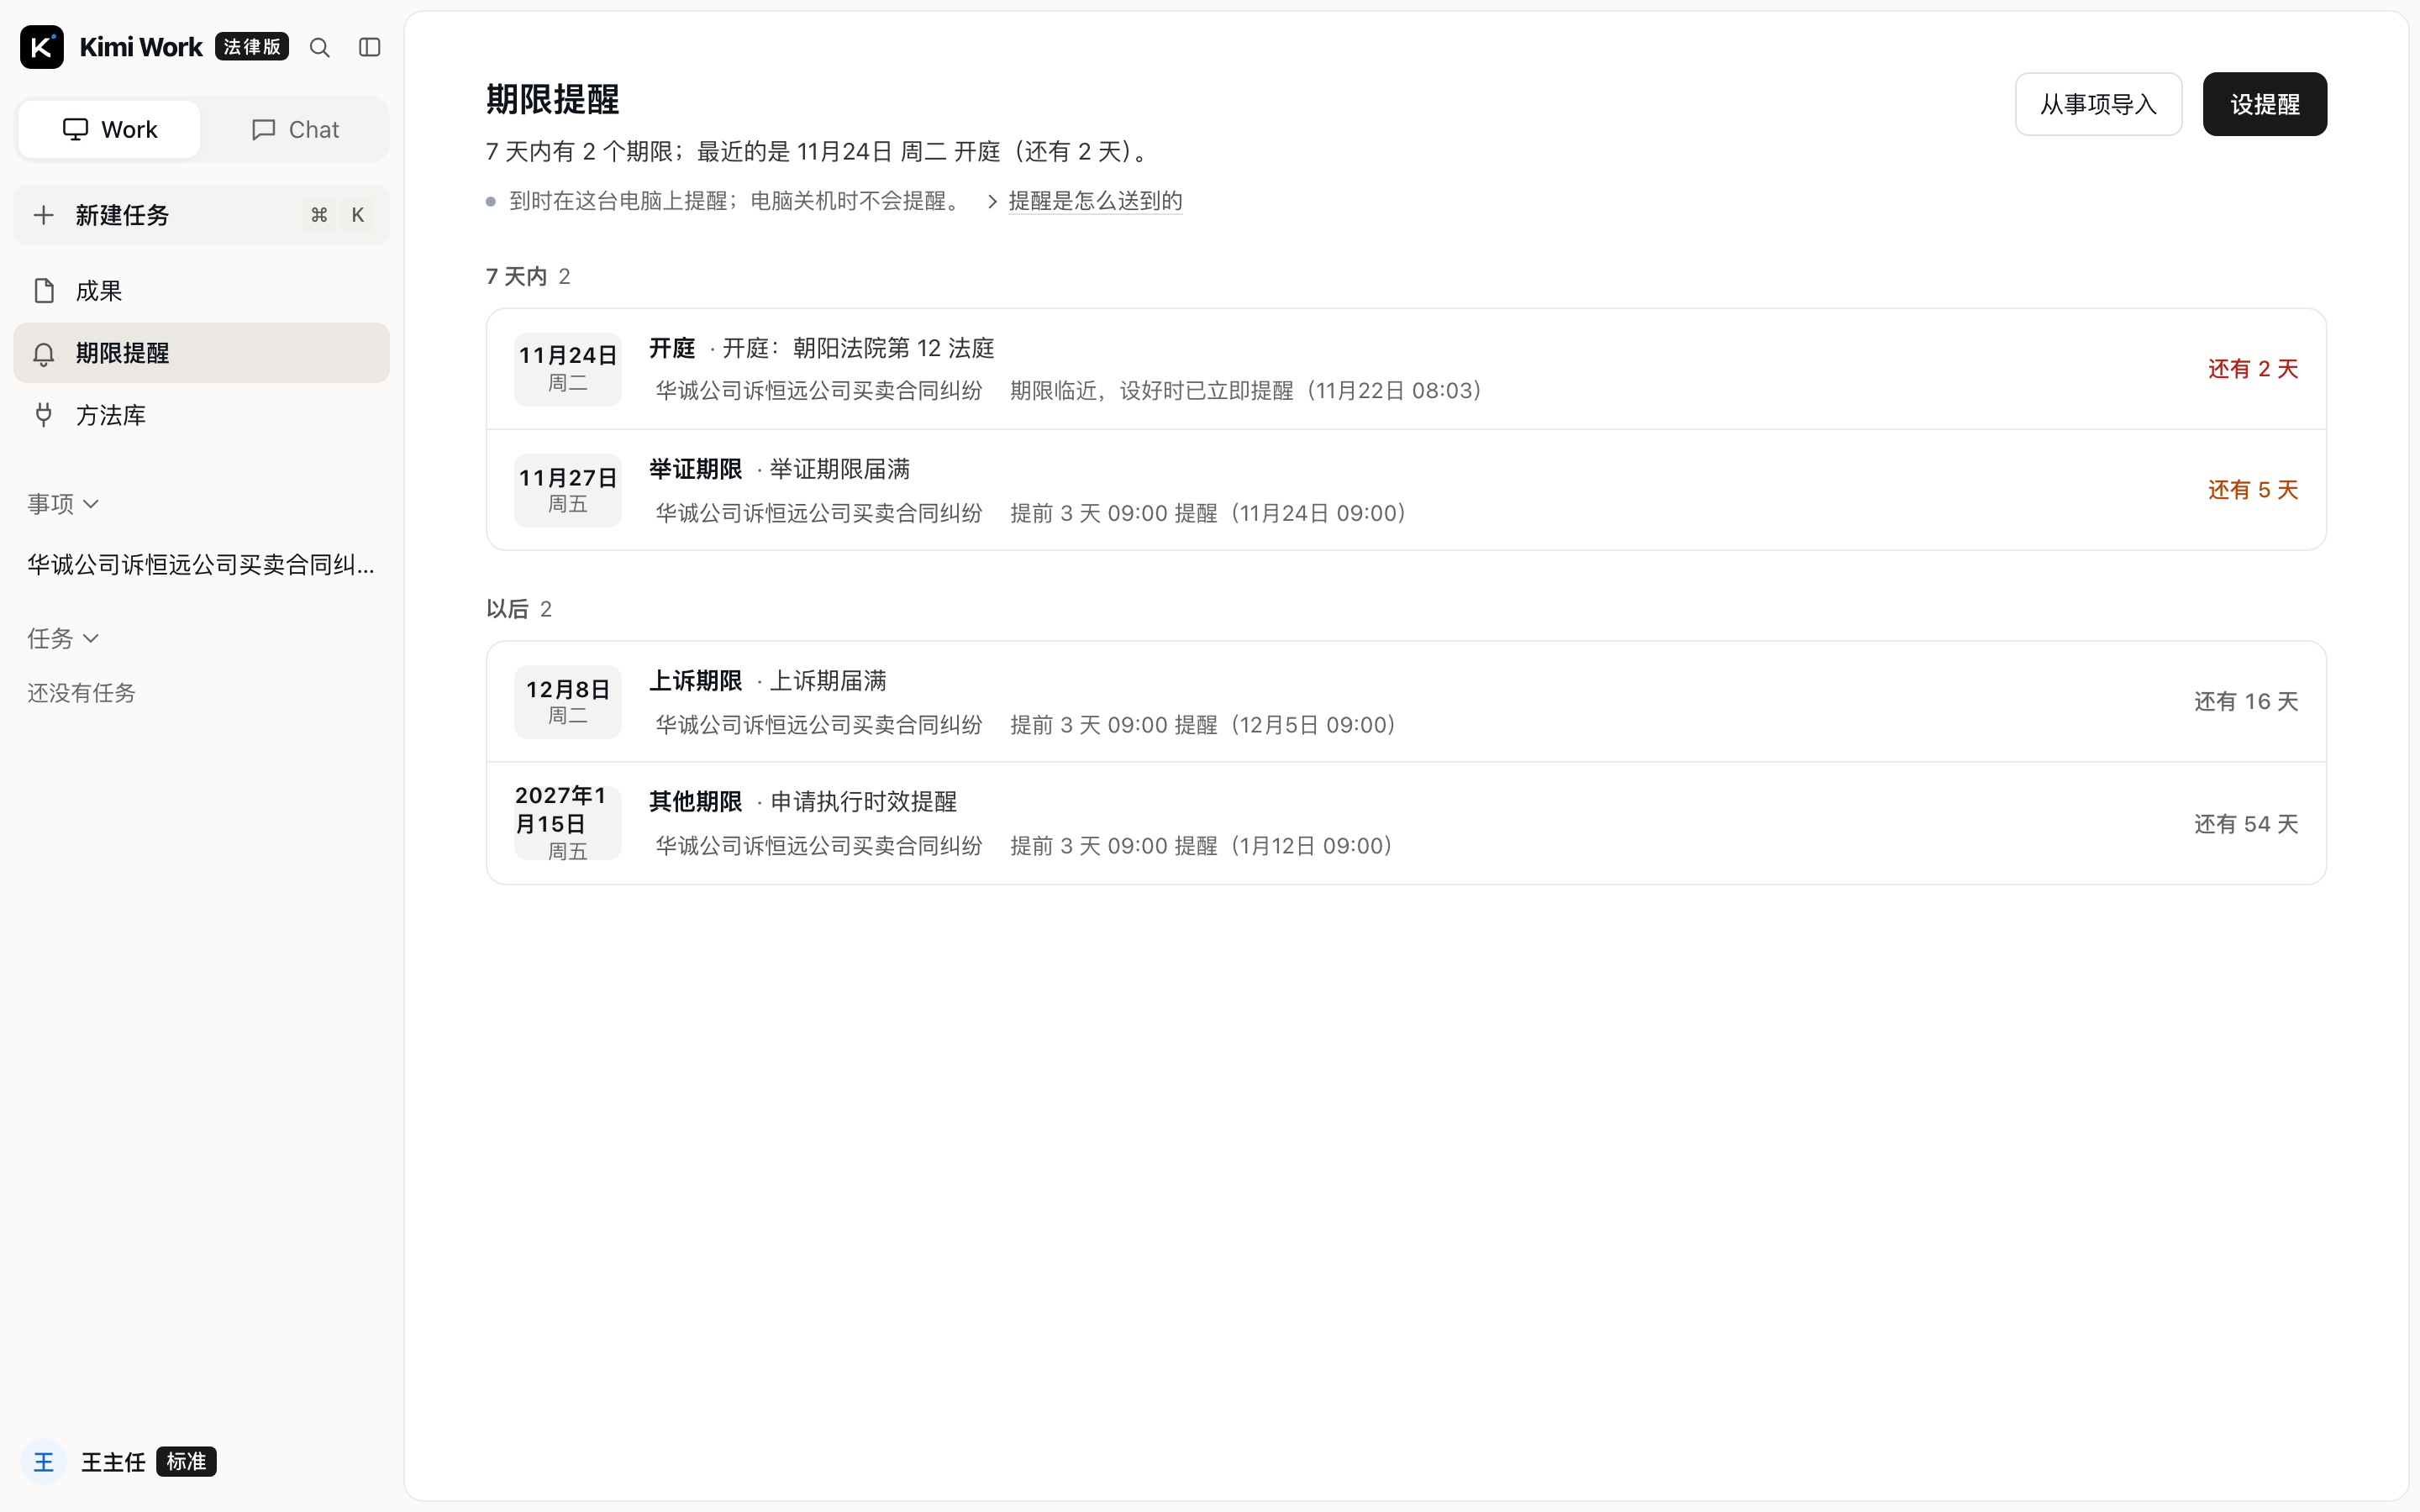 Kimi Work 法律版
Work
Chat
新建任务 ⌘ K
成果
期限提醒
方法库
事项
华诚公司诉恒远公司买卖合同纠...
任务
还没有任务
王 王主任 标准
期限提醒
从事项导入
设提醒
7 天内有 2 个期限；最近的是 11月24日 周二 开庭（还有 2 天）。
到时在这台电脑上提醒；电脑关机时不会提醒。 提醒是怎么送到的
7 天内 2
11月24日
周二
开庭 · 开庭：朝阳法院第 12 法庭
华诚公司诉恒远公司买卖合同纠纷 期限临近，设好时已立即提醒（11月22日 08:03）
还有 2 天
11月27日
周五
举证期限 · 举证期限届满
华诚公司诉恒远公司买卖合同纠纷 提前 3 天 09:00 提醒（11月24日 09:00）
还有 5 天
以后 2
12月8日
周二
上诉期限 · 上诉期届满
华诚公司诉恒远公司买卖合同纠纷 提前 3 天 09:00 提醒（12月5日 09:00）
还有 16 天
2027年1
月15日
周五
其他期限 · 申请执行时效提醒
华诚公司诉恒远公司买卖合同纠纷 提前 3 天 09:00 提醒（1月12日 09:00）
还有 54 天